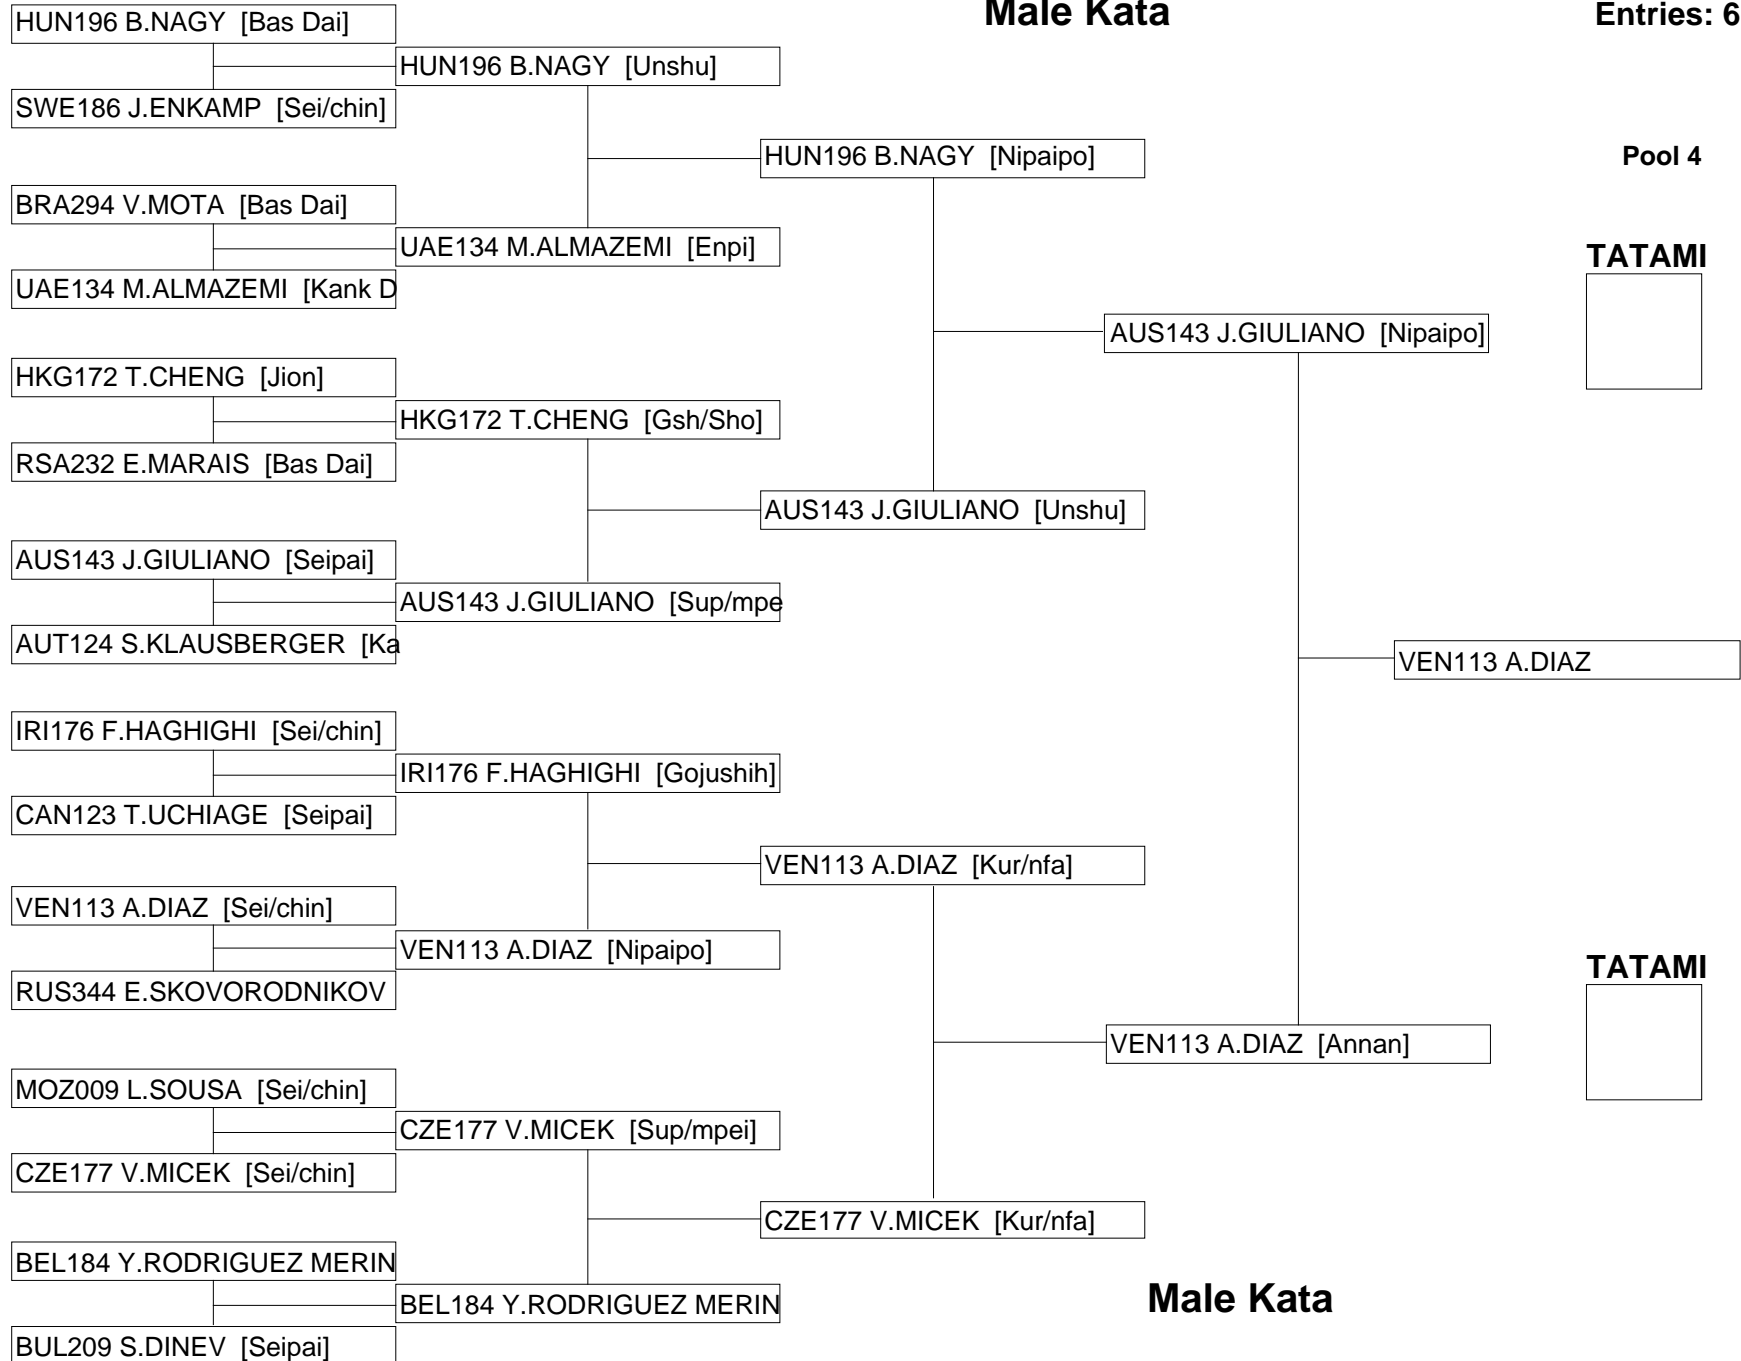 Male Kata
Entries: 6
Pool 4
TATAMI
HUN196 B.NAGY [Bas Dai]
SWE186 J.ENKAMP [Sei/chin]
BRA294 V.MOTA [Bas Dai]
UAE134 M.ALMAZEMI [Kank D
HKG172 T.CHENG [Jion]
RSA232 E.MARAIS [Bas Dai]
AUS143 J.GIULIANO [Seipai]
AUT124 S.KLAUSBERGER [Ka
IRI176 F.HAGHIGHI [Sei/chin]
CAN123 T.UCHIAGE [Seipai]
VEN113 A.DIAZ [Sei/chin]
RUS344 E.SKOVORODNIKOV
MOZ009 L.SOUSA [Sei/chin]
CZE177 V.MICEK [Sei/chin]
BEL184 Y.RODRIGUEZ MERIN
BUL209 S.DINEV [Seipai]
HUN196 B.NAGY [Unshu]
UAE134 M.ALMAZEMI [Enpi]
HKG172 T.CHENG [Gsh/Sho]
AUS143 J.GIULIANO [Sup/mpe
IRI176 F.HAGHIGHI [Gojushih]
VEN113 A.DIAZ [Nipaipo]
CZE177 V.MICEK [Sup/mpei]
BEL184 Y.RODRIGUEZ MERIN
HUN196 B.NAGY [Nipaipo]
AUS143 J.GIULIANO [Unshu]
VEN113 A.DIAZ [Kur/nfa]
CZE177 V.MICEK [Kur/nfa]
AUS143 J.GIULIANO [Nipaipo]
VEN113 A.DIAZ [Annan]
VEN113 A.DIAZ
TATAMI
Male Kata